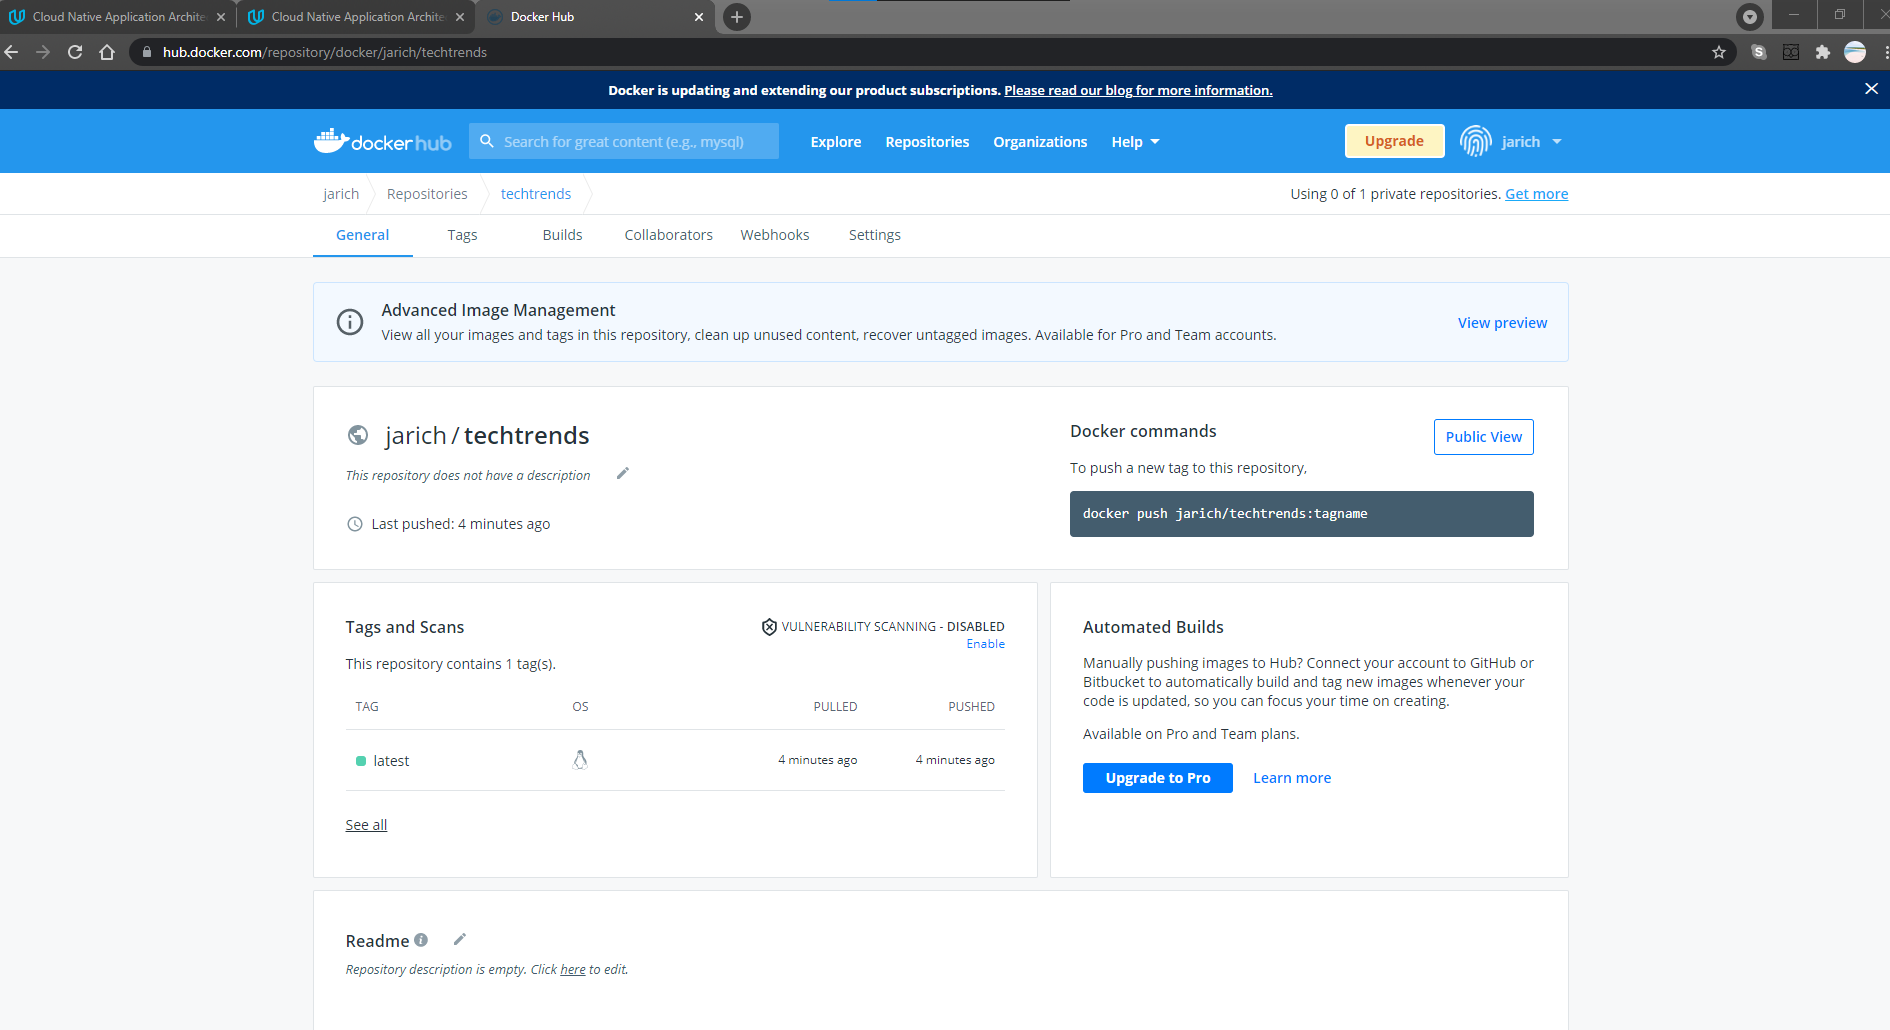 Cloud Native Application Archite
Cloud Native Application Archite
Docker Hub
hub.docker.com/repository/docker/jarich/techtrends
Docker is updating and extending our product subscriptions. Please read our blog for more information.
dockerhub
Search for great content (e.g., mysql)
Explore
Repositories
Organizations
Help
Upgrade
jarich
jarich
Repositories
techtrends
Using 0 of 1 private repositories. Get more
General
Tags
Builds
Collaborators
Webhooks
Settings
Advanced Image Management
View all your images and tags in this repository, clean up unused content, recover untagged images. Available for Pro and Team accounts.
View preview
jarich / techtrends
This repository does not have a description
Last pushed: 4 minutes ago
Docker commands
Public View
To push a new tag to this repository,
docker push jarich/techtrends:tagname
Tags and Scans
VULNERABILITY SCANNING - DISABLED
Enable
This repository contains 1 tag(s).
TAG
OS
PULLED
PUSHED
latest
4 minutes ago
4 minutes ago
See all
Automated Builds
Manually pushing images to Hub? Connect your account to GitHub or
Bitbucket to automatically build and tag new images whenever your
code is updated, so you can focus your time on creating.
Available on Pro and Team plans.
Upgrade to Pro
Learn more
Readme
Repository description is empty. Click here to edit.